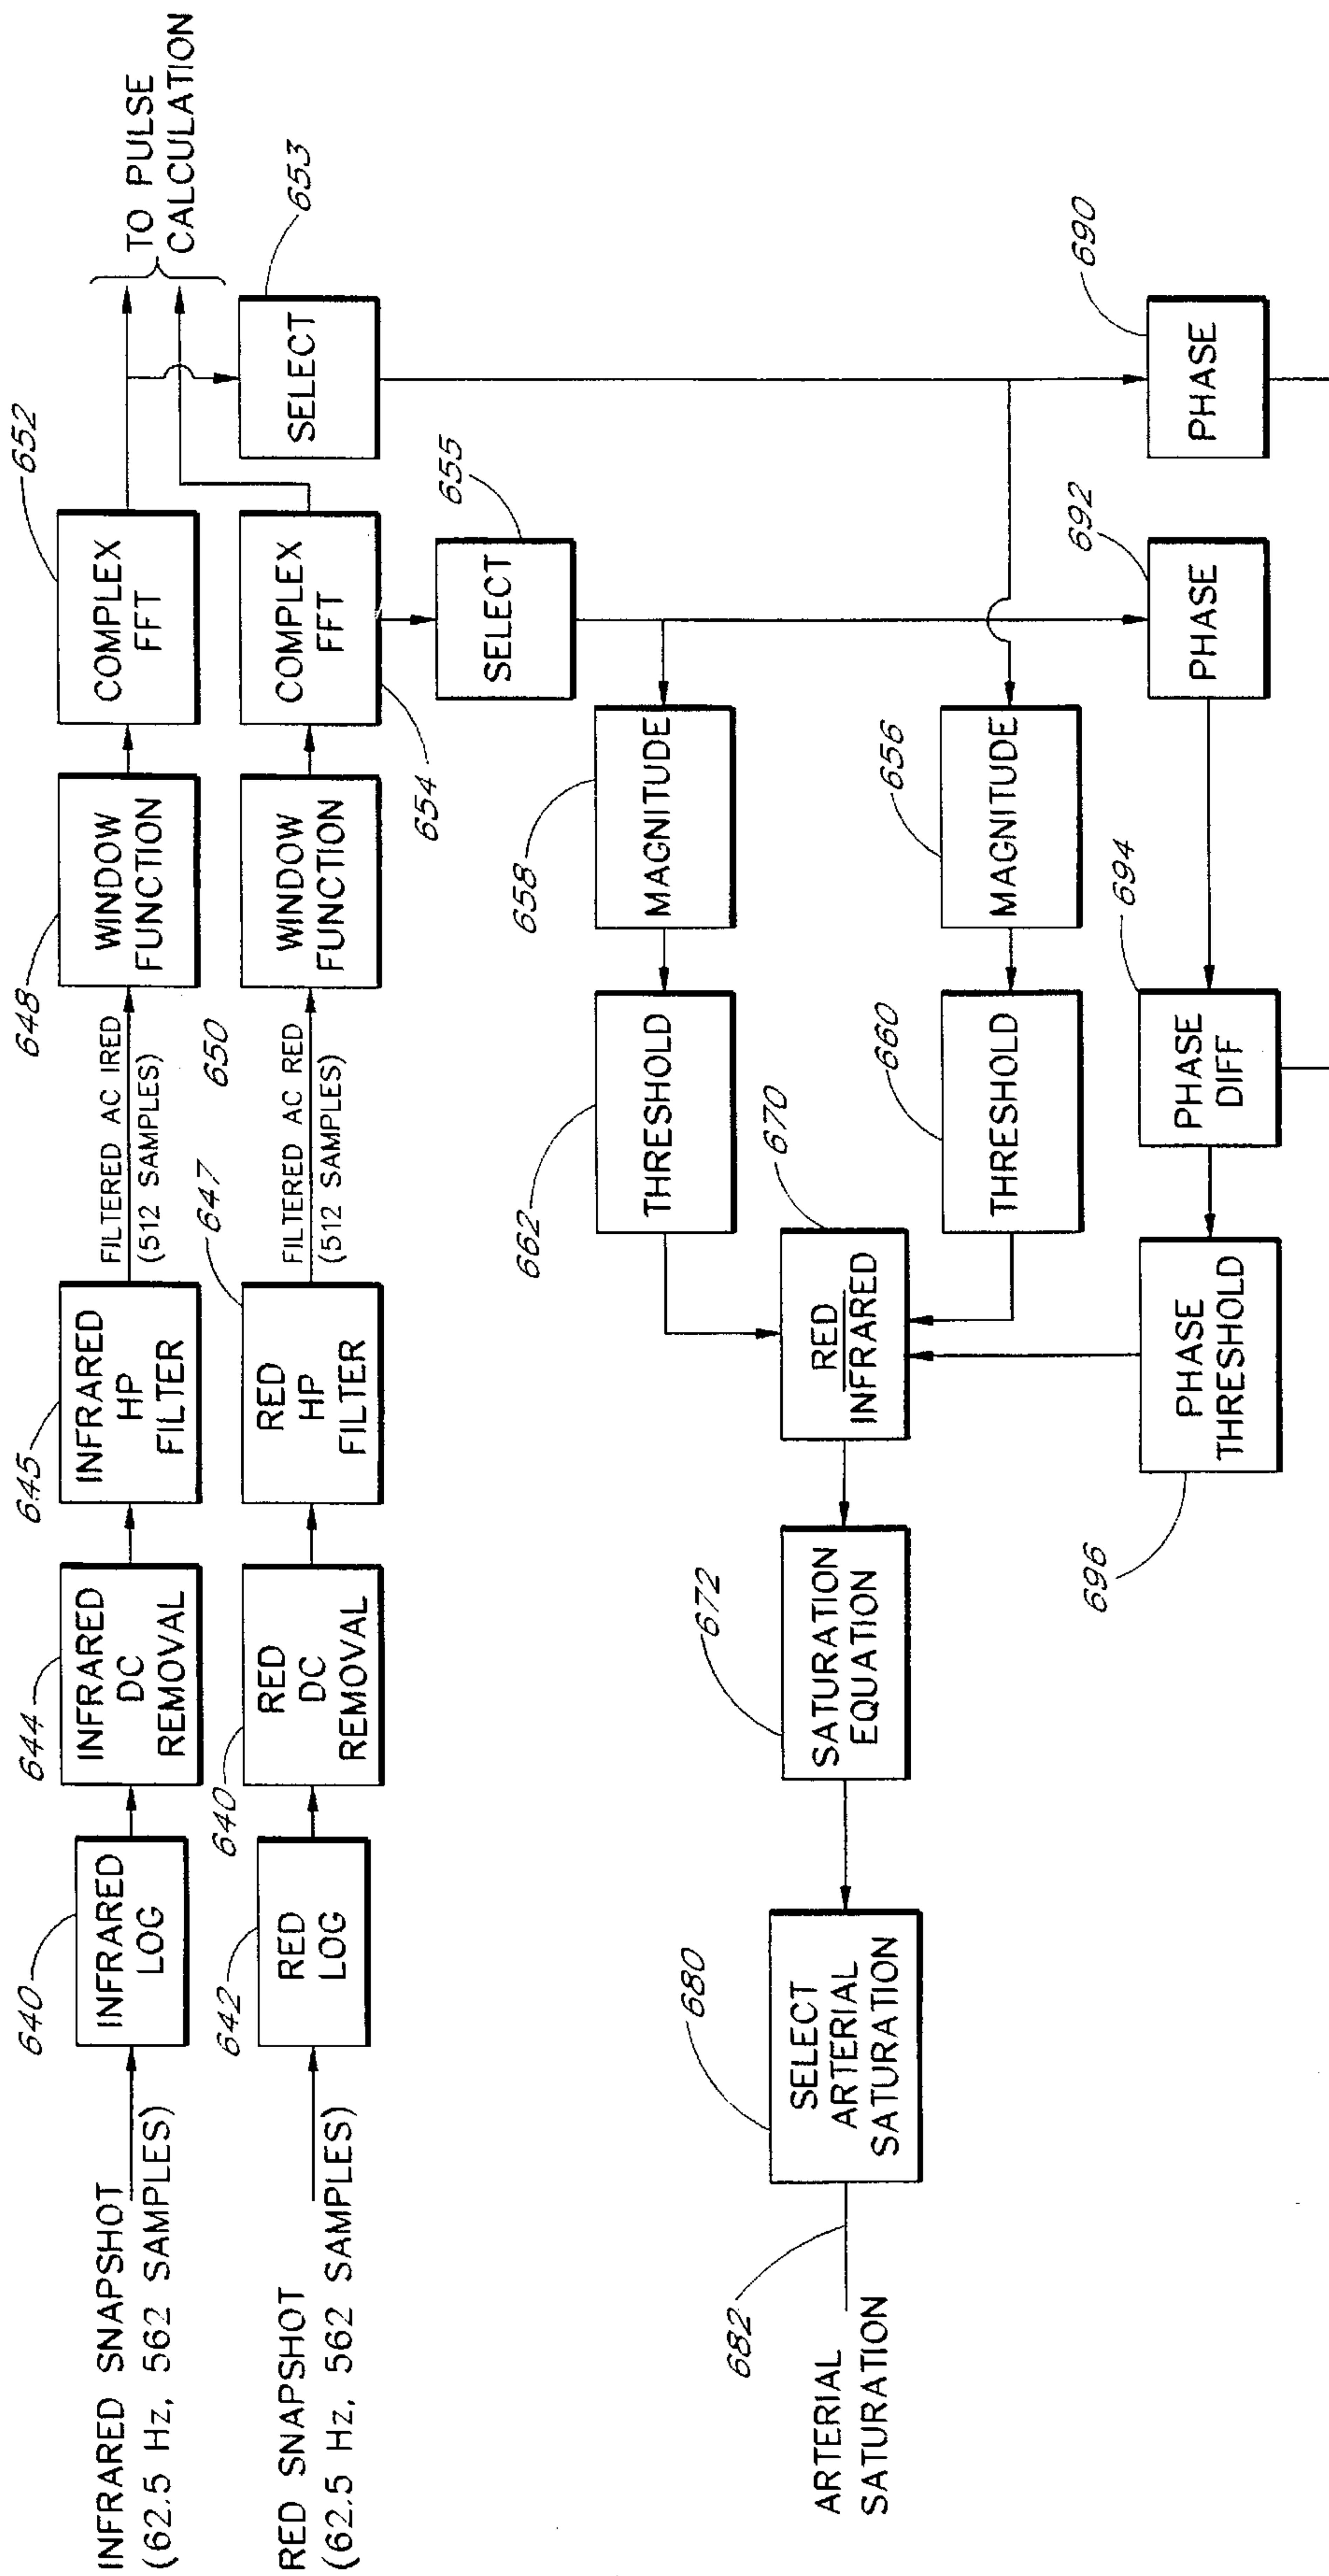 INFRARED SNAPSHOT
(62.5 Hz, 562 SAMPLES)
640
INFRARED
LOG
644
INFRARED
DC
REMOVAL
645
INFRARED
HP
FILTER
FILTERED AC IRED
(512 SAMPLES)
648
WINDOW
FUNCTION
652
COMPLEX
FFT
TO PULSE
CALCULATION
RED SNAPSHOT
(62.5 Hz, 562 SAMPLES)
642
RED
LOG
640
RED
DC
REMOVAL
647
RED
HP
FILTER
FILTERED AC RED
(512 SAMPLES)
650
WINDOW
FUNCTION
654
COMPLEX
FFT
653
SELECT
655
SELECT
658
MAGNITUDE
662
THRESHOLD
656
MAGNITUDE
660
THRESHOLD
670
RED
INFRARED
672
SATURATION
EQUATION
680
SELECT
ARTERIAL
SATURATION
682
ARTERIAL
SATURATION
690
PHASE
692
PHASE
694
PHASE
DIFF
696
PHASE
THRESHOLD